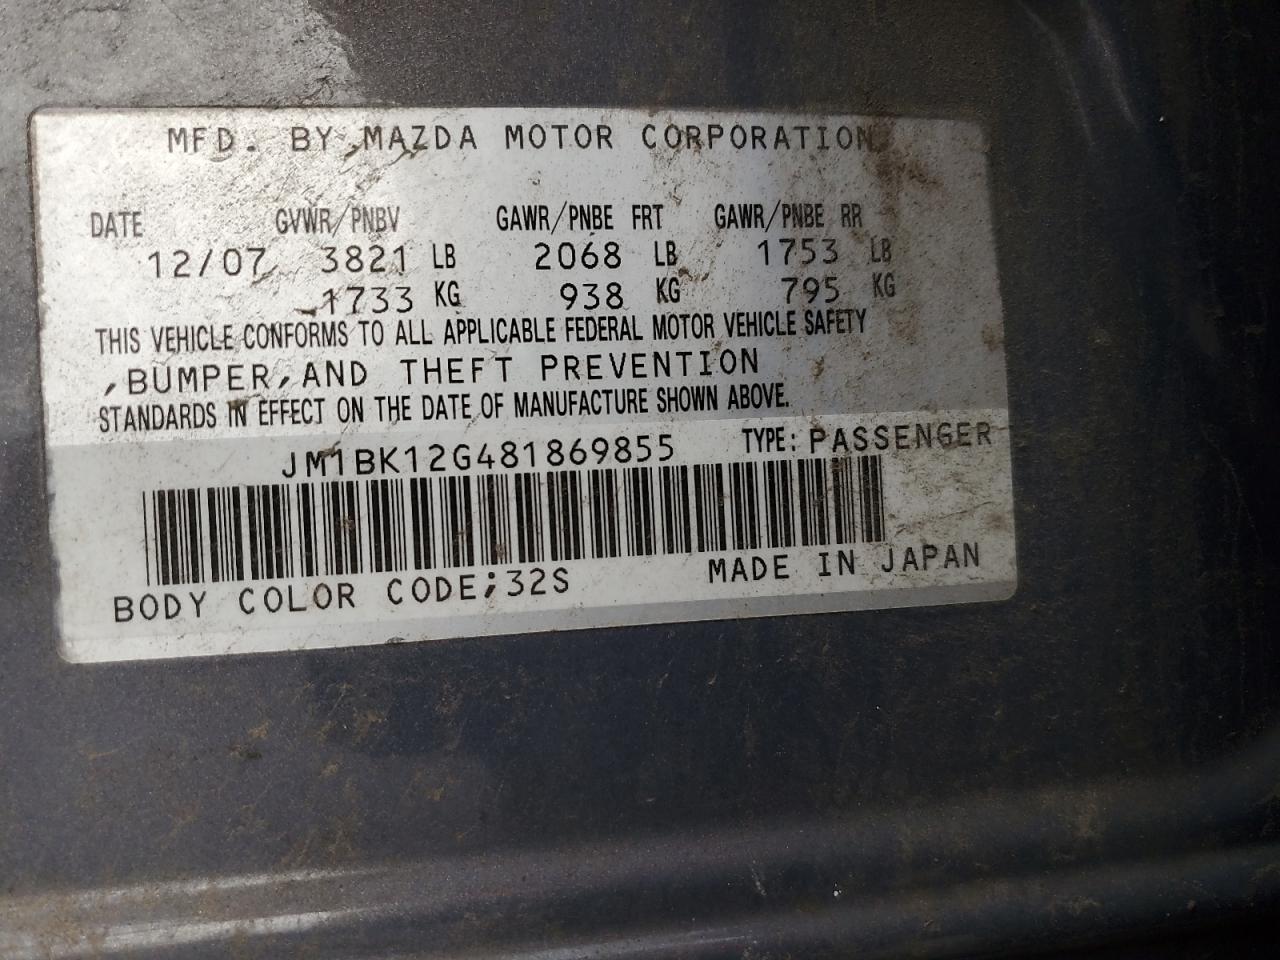 MFD. BY MAZDA MOTOR CORPORATION
DATE GVWR/PNBV GAWR/PNBE FRT GAWR/PNBE RR
12/07 3821 LB 2068 LB 1753 LB
1733 KG 938 KG 795 KG
THIS VEHICLE CONFORMS TO ALL APPLICABLE FEDERAL MOTOR VEHICLE SAFETY
,BUMPER,AND THEFT PREVENTION
STANDARDS IN EFFECT ON THE DATE OF MANUFACTURE SHOWN ABOVE.
JM1BK12G481869855 TYPE: PASSENGER
BODY COLOR CODE;32S MADE IN JAPAN